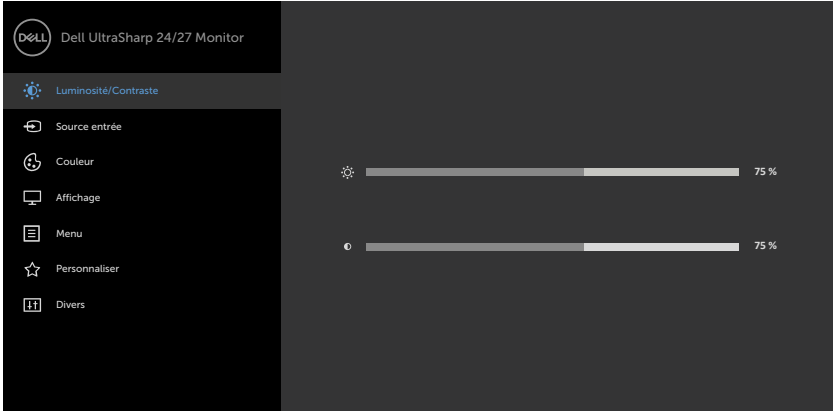 DELL
Dell UltraSharp 24/27 Monitor
Luminosité/Contraste
Source entrée
Couleur
Affichage
Menu
Personnaliser
Divers
75 %
75 %